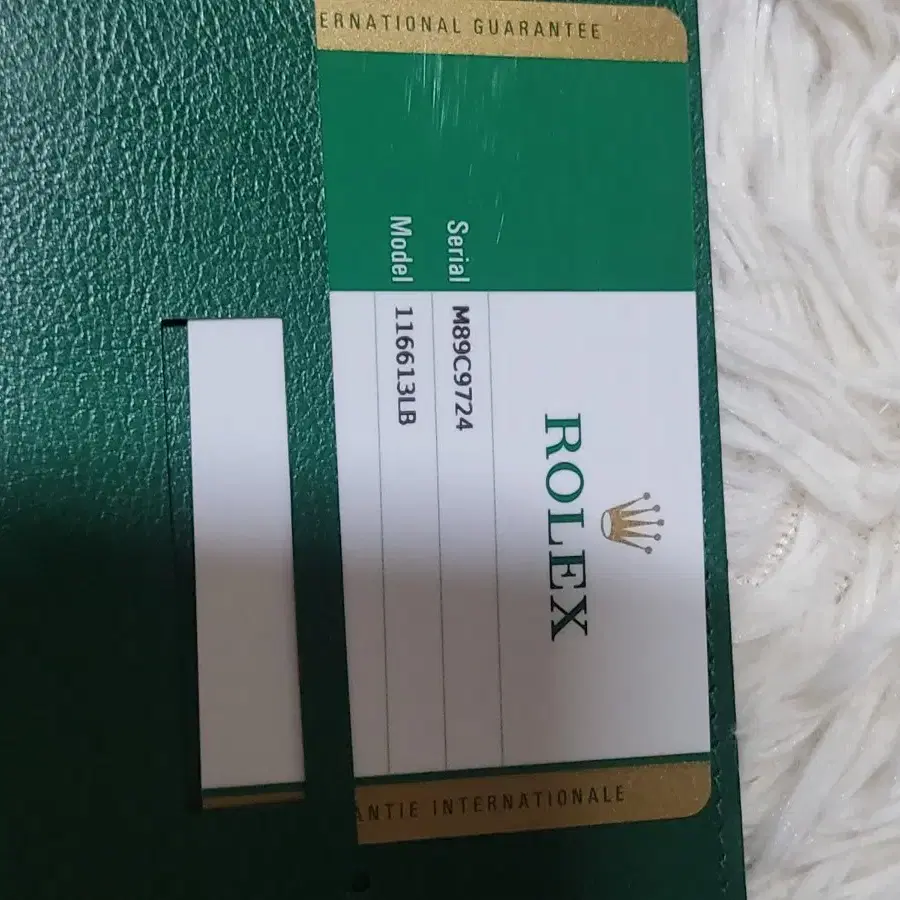 ERNATIONAL GUARANTEE
ROLEX
Serial M89C9724
Model 116613LB
ANTIE INTERNATIONALE